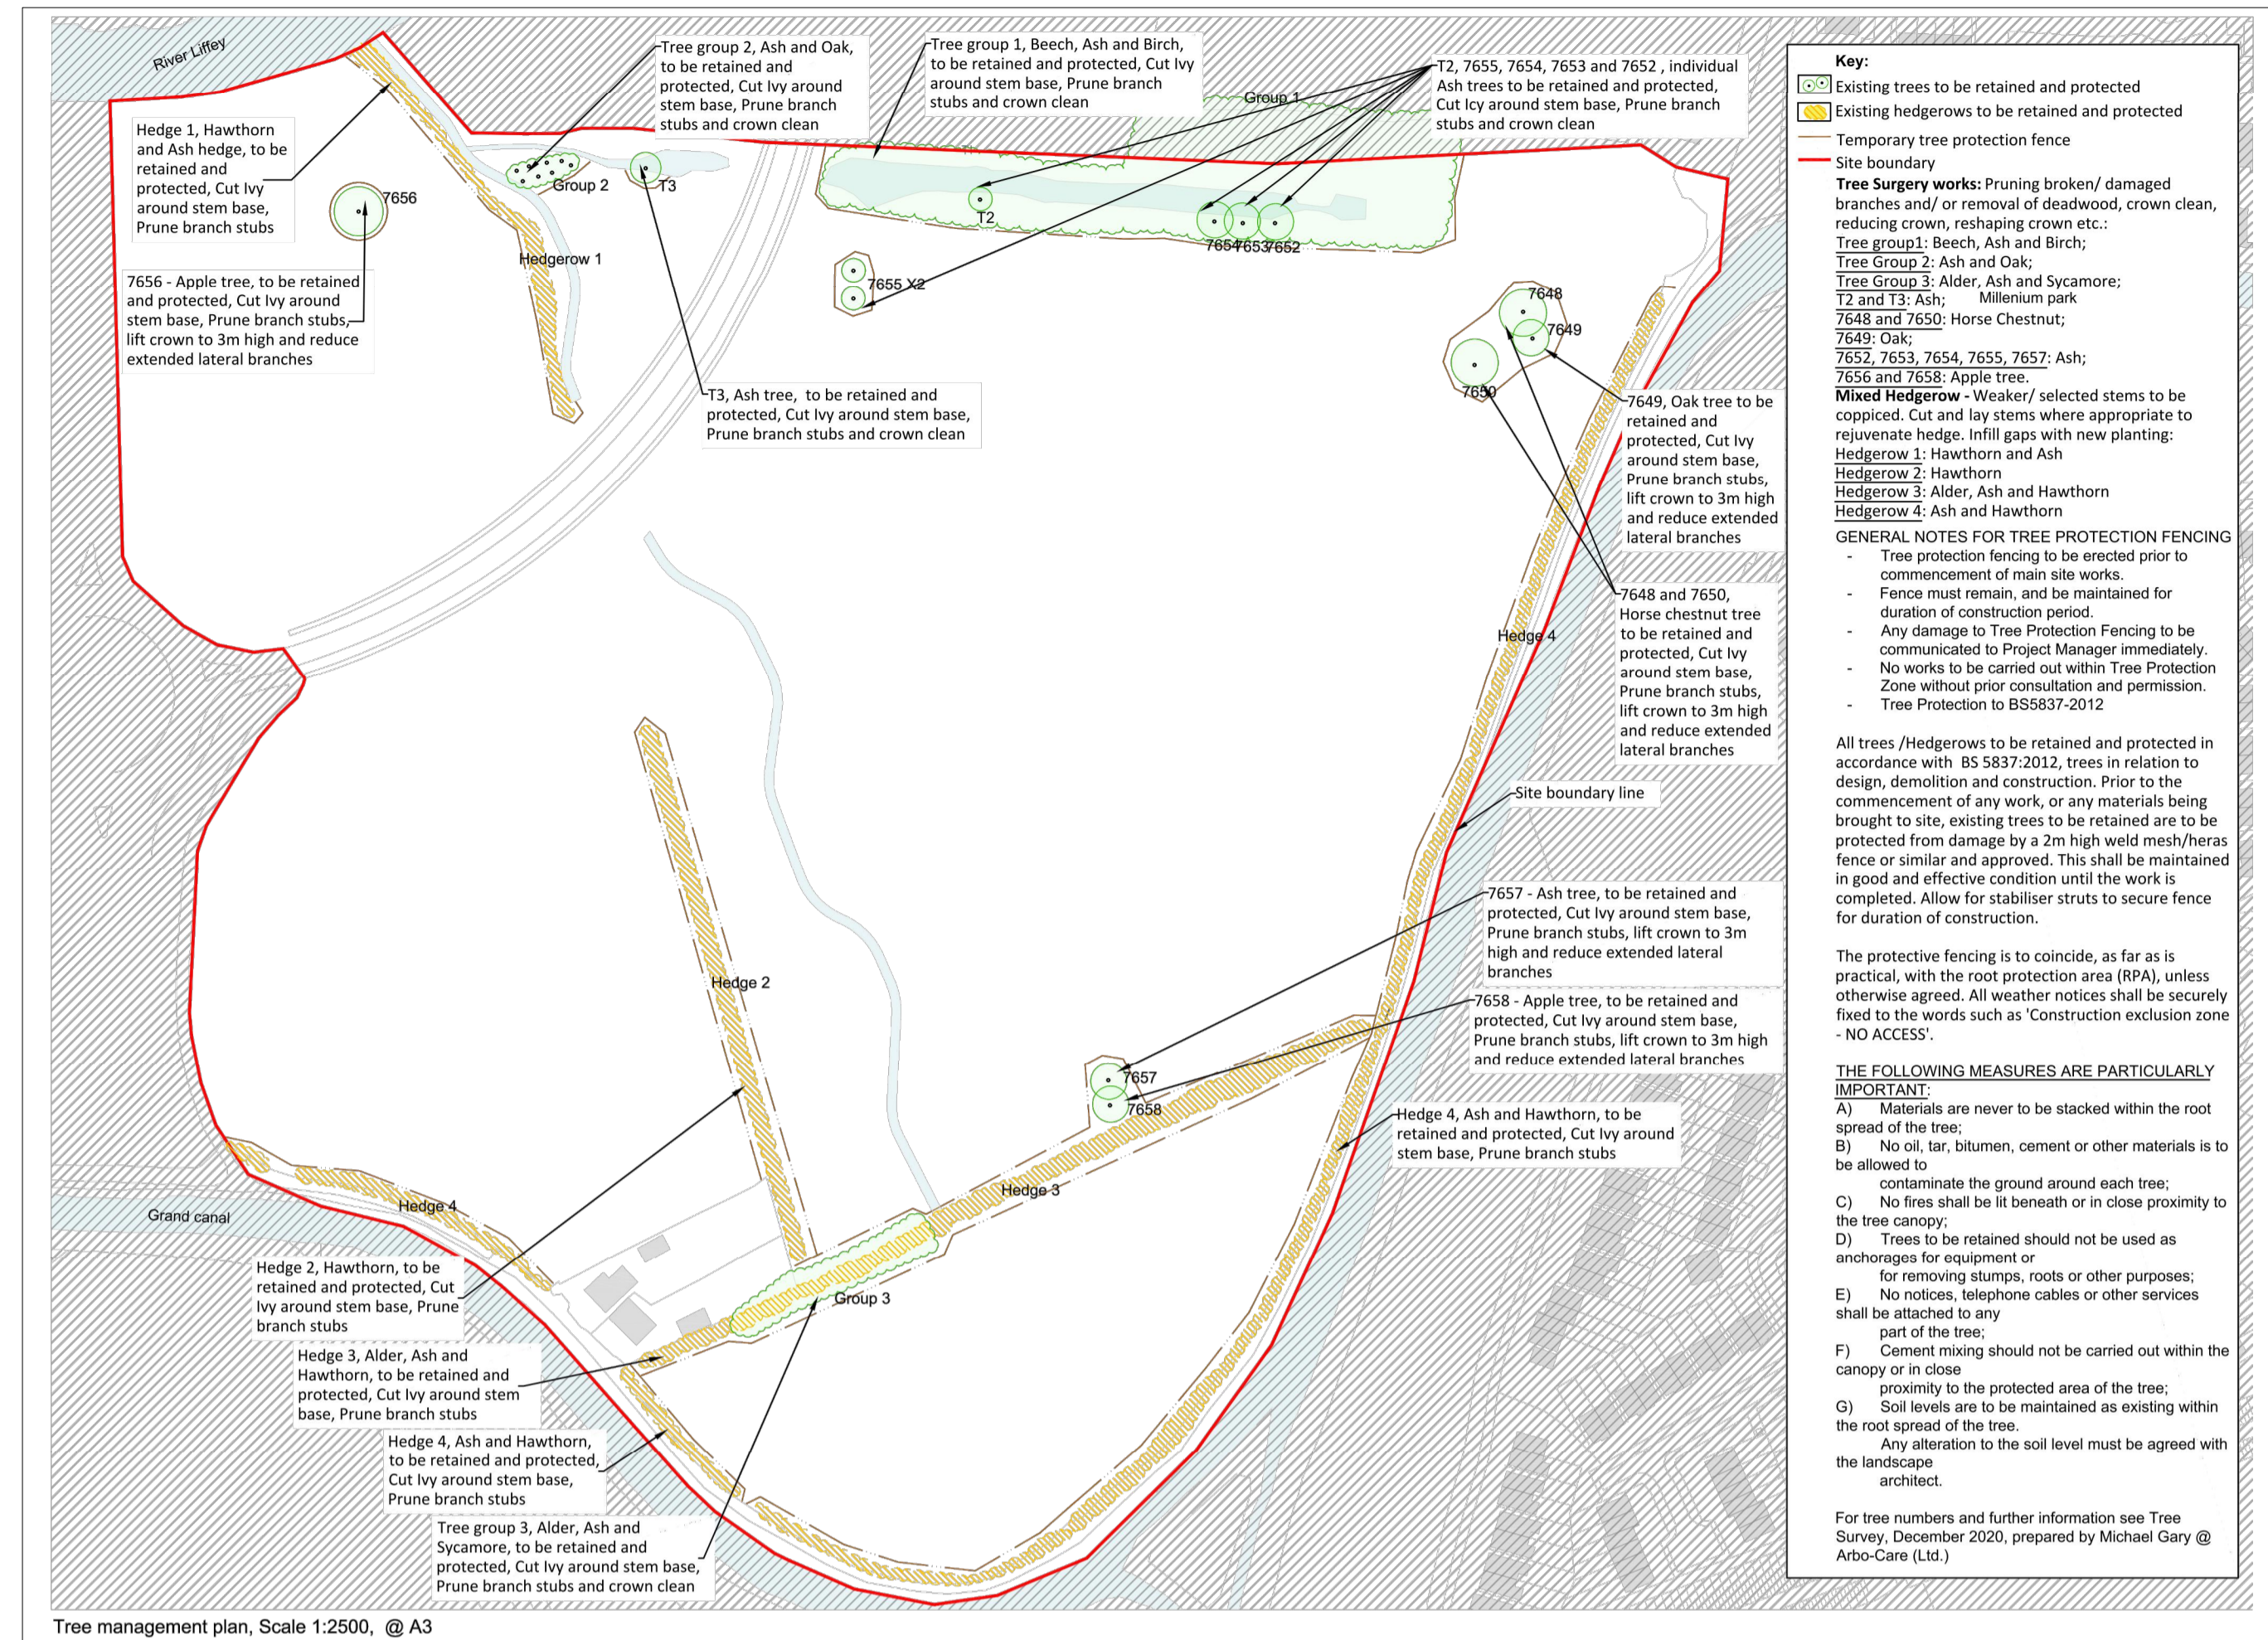 River Liffey
Tree group 2, Ash and Oak,
to be retained and
protected, Cut Ivy around
stem base, Prune branch
stubs and crown clean
Tree group 1, Beech, Ash and Birch,
to be retained and protected, Cut Ivy
around stem base, Prune branch
stubs and crown clean
Group 1
T2, 7655, 7654, 7653 and 7652 , individual
Ash trees to be retained and protected,
Cut Icy around stem base, Prune branch
stubs and crown clean
Hedge 1, Hawthorn
and Ash hedge, to be
retained and
protected, Cut Ivy
around stem base,
Prune branch stubs
7656
Group 2
T3
T2
7654
7653
7652
Hedgerow 1
7655 X2
7656 - Apple tree, to be retained
and protected, Cut Ivy around
stem base, Prune branch stubs,
lift crown to 3m high and reduce
extended lateral branches
7648
7649
7650
T3, Ash tree, to be retained and
protected, Cut Ivy around stem base,
Prune branch stubs and crown clean
7649, Oak tree to be
retained and
protected, Cut Ivy
around stem base,
Prune branch stubs,
lift crown to 3m high
and reduce extended
lateral branches
7648 and 7650,
Horse chestnut tree
to be retained and
protected, Cut Ivy
around stem base,
Prune branch stubs,
lift crown to 3m high
and reduce extended
lateral branches
Hedge 4
Site boundary line
7657 - Ash tree, to be retained and
protected, Cut Ivy around stem base,
Prune branch stubs, lift crown to 3m
high and reduce extended lateral
branches
Hedge 2
7658 - Apple tree, to be retained and
protected, Cut Ivy around stem base,
Prune branch stubs, lift crown to 3m high
and reduce extended lateral branches
7657
7658
Hedge 4, Ash and Hawthorn, to be
retained and protected, Cut Ivy around
stem base, Prune branch stubs
Hedge 3
Hedge 4
Grand canal
Hedge 2, Hawthorn, to be
retained and protected, Cut
Ivy around stem base, Prune
branch stubs
Group 3
Hedge 3, Alder, Ash and
Hawthorn, to be retained and
protected, Cut Ivy around stem
base, Prune branch stubs
Hedge 4, Ash and Hawthorn,
to be retained and protected,
Cut Ivy around stem base,
Prune branch stubs
Tree group 3, Alder, Ash and
Sycamore, to be retained and
protected, Cut Ivy around stem base,
Prune branch stubs and crown clean
Key:
Existing trees to be retained and protected
Existing hedgerows to be retained and protected
Temporary tree protection fence
Site boundary
Tree Surgery works: Pruning broken/ damaged
branches and/ or removal of deadwood, crown clean,
reducing crown, reshaping crown etc.:
Tree group1: Beech, Ash and Birch;
Tree Group 2: Ash and Oak;
Tree Group 3: Alder, Ash and Sycamore;
T2 and T3: Ash; Millenium park
7648 and 7650: Horse Chestnut;
7649: Oak;
7652, 7653, 7654, 7655, 7657: Ash;
7656 and 7658: Apple tree.
Mixed Hedgerow - Weaker/ selected stems to be
coppiced. Cut and lay stems where appropriate to
rejuvenate hedge. Infill gaps with new planting:
Hedgerow 1: Hawthorn and Ash
Hedgerow 2: Hawthorn
Hedgerow 3: Alder, Ash and Hawthorn
Hedgerow 4: Ash and Hawthorn
GENERAL NOTES FOR TREE PROTECTION FENCING
- Tree protection fencing to be erected prior to
commencement of main site works.
- Fence must remain, and be maintained for
duration of construction period.
- Any damage to Tree Protection Fencing to be
communicated to Project Manager immediately.
- No works to be carried out within Tree Protection
Zone without prior consultation and permission.
- Tree Protection to BS5837-2012
All trees /Hedgerows to be retained and protected in
accordance with BS 5837:2012, trees in relation to
design, demolition and construction. Prior to the
commencement of any work, or any materials being
brought to site, existing trees to be retained are to be
protected from damage by a 2m high weld mesh/heras
fence or similar and approved. This shall be maintained
in good and effective condition until the work is
completed. Allow for stabiliser struts to secure fence
for duration of construction.
The protective fencing is to coincide, as far as is
practical, with the root protection area (RPA), unless
otherwise agreed. All weather notices shall be securely
fixed to the words such as 'Construction exclusion zone
- NO ACCESS'.
THE FOLLOWING MEASURES ARE PARTICULARLY
IMPORTANT:
A) Materials are never to be stacked within the root
spread of the tree;
B) No oil, tar, bitumen, cement or other materials is to
be allowed to
contaminate the ground around each tree;
C) No fires shall be lit beneath or in close proximity to
the tree canopy;
D) Trees to be retained should not be used as
anchorages for equipment or
for removing stumps, roots or other purposes;
E) No notices, telephone cables or other services
shall be attached to any
part of the tree;
F) Cement mixing should not be carried out within the
canopy or in close
proximity to the protected area of the tree;
G) Soil levels are to be maintained as existing within
the root spread of the tree.
Any alteration to the soil level must be agreed with
the landscape
architect.
For tree numbers and further information see Tree
Survey, December 2020, prepared by Michael Gary @
Arbo-Care (Ltd.)
Tree management plan, Scale 1:2500, @ A3